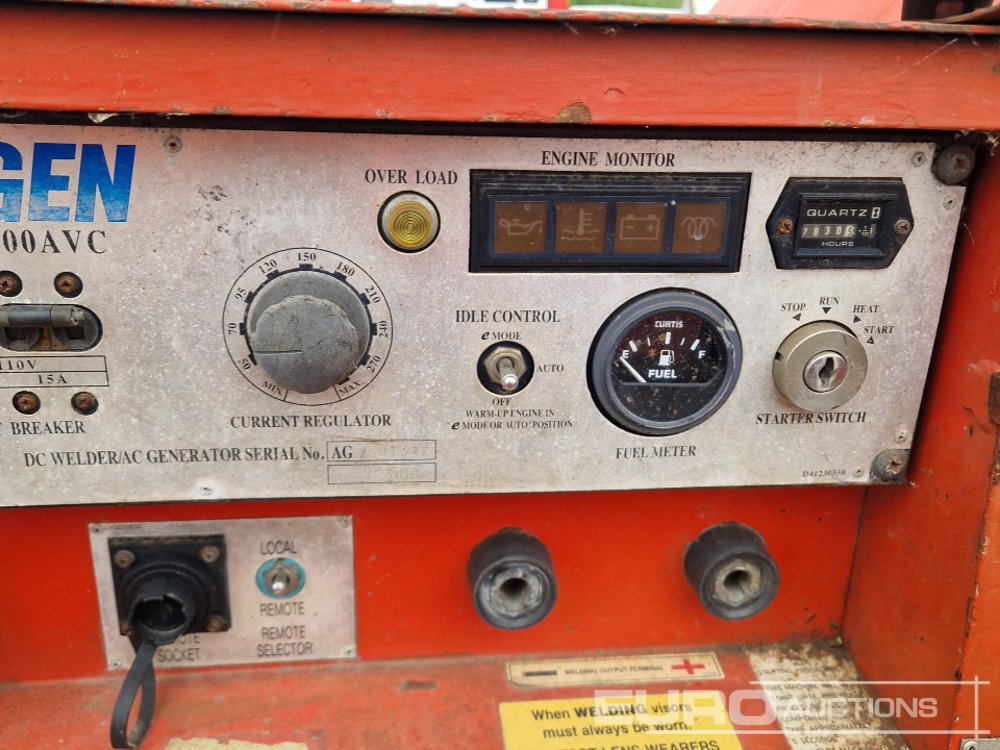 GEN
00AVC
OVER LOAD
ENGINE MONITOR
QUARTZ
HOURS
50
70
95
120
150
180
210
240
270
MIN
MAX.
CURRENT REGULATOR
IDLE CONTROL
e MODE
AUTO
OFF
WARM-UP ENGINE IN
"e MODE OR AUTO" POSITION"
CURTIS
E
F
FUEL
FUEL METER
STOP
RUN
HEAT
START
STARTER SWITCH
110V
15A
BREAKER
DC WELDER/AC GENERATOR SERIAL No. AG
D41230350
LOCAL
REMOTE
REMOTE
SELECTOR
SOCKET
WELDING OUTPUT TERMINAL
When WELDING visors
must always be worn.
LENS WEARERS
EURO AUCTIONS